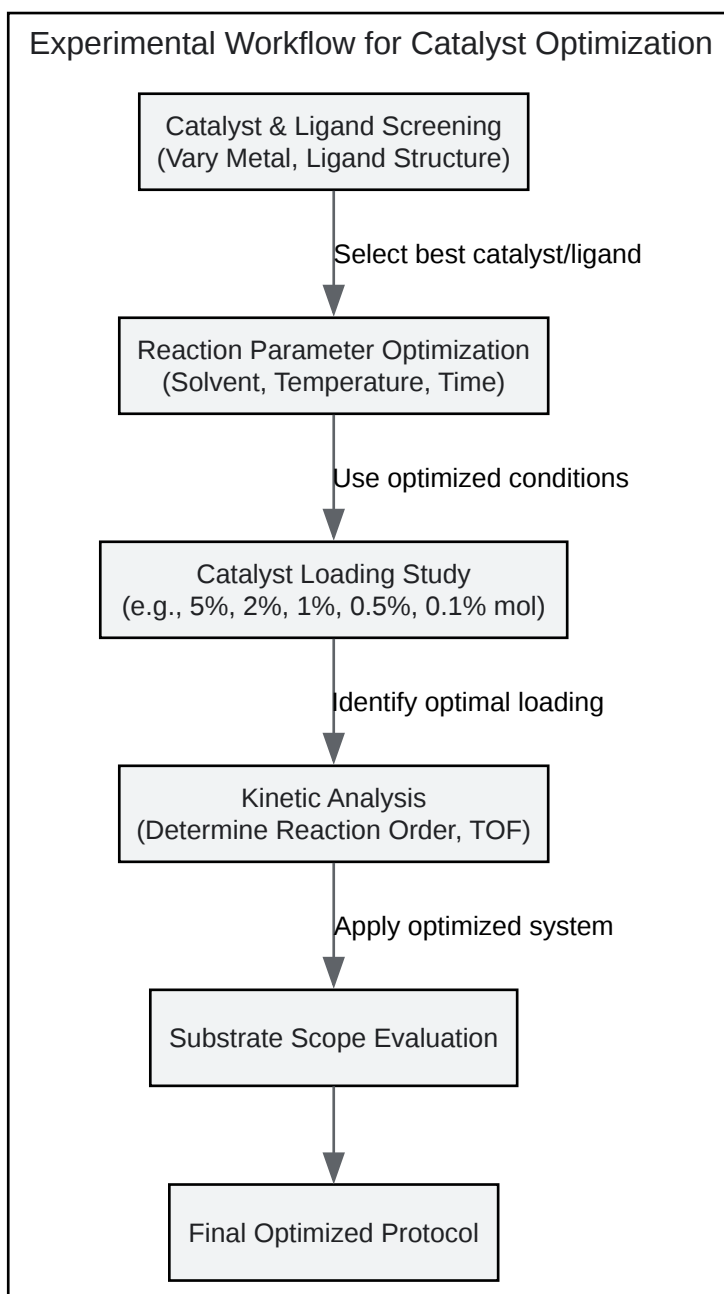 Experimental Workflow for Catalyst Optimization
Catalyst & Ligand Screening
(Vary Metal, Ligand Structure)
Select best catalyst/ligand
Reaction Parameter Optimization
(Solvent, Temperature, Time)
Use optimized conditions
Catalyst Loading Study
(e.g., 5%, 2%, 1%, 0.5%, 0.1% mol)
Identify optimal loading
Kinetic Analysis
(Determine Reaction Order, TOF)
Apply optimized system
Substrate Scope Evaluation
Final Optimized Protocol